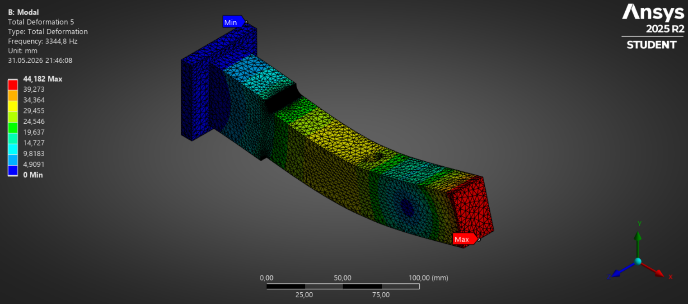 B: Modal
Total Deformation 5
Type: Total Deformation
Frequency: 3344,8 Hz
Unit: mm
31.05.2026 21:46:08
44,182 Max
39,273
34,364
29,455
24,546
19,637
14,727
9,8183
4,9091
0 Min
Min
Ansys
2025 R2
STUDENT
Max
0,00 50,00 100,00 (mm)
25,00 75,00
Y
X